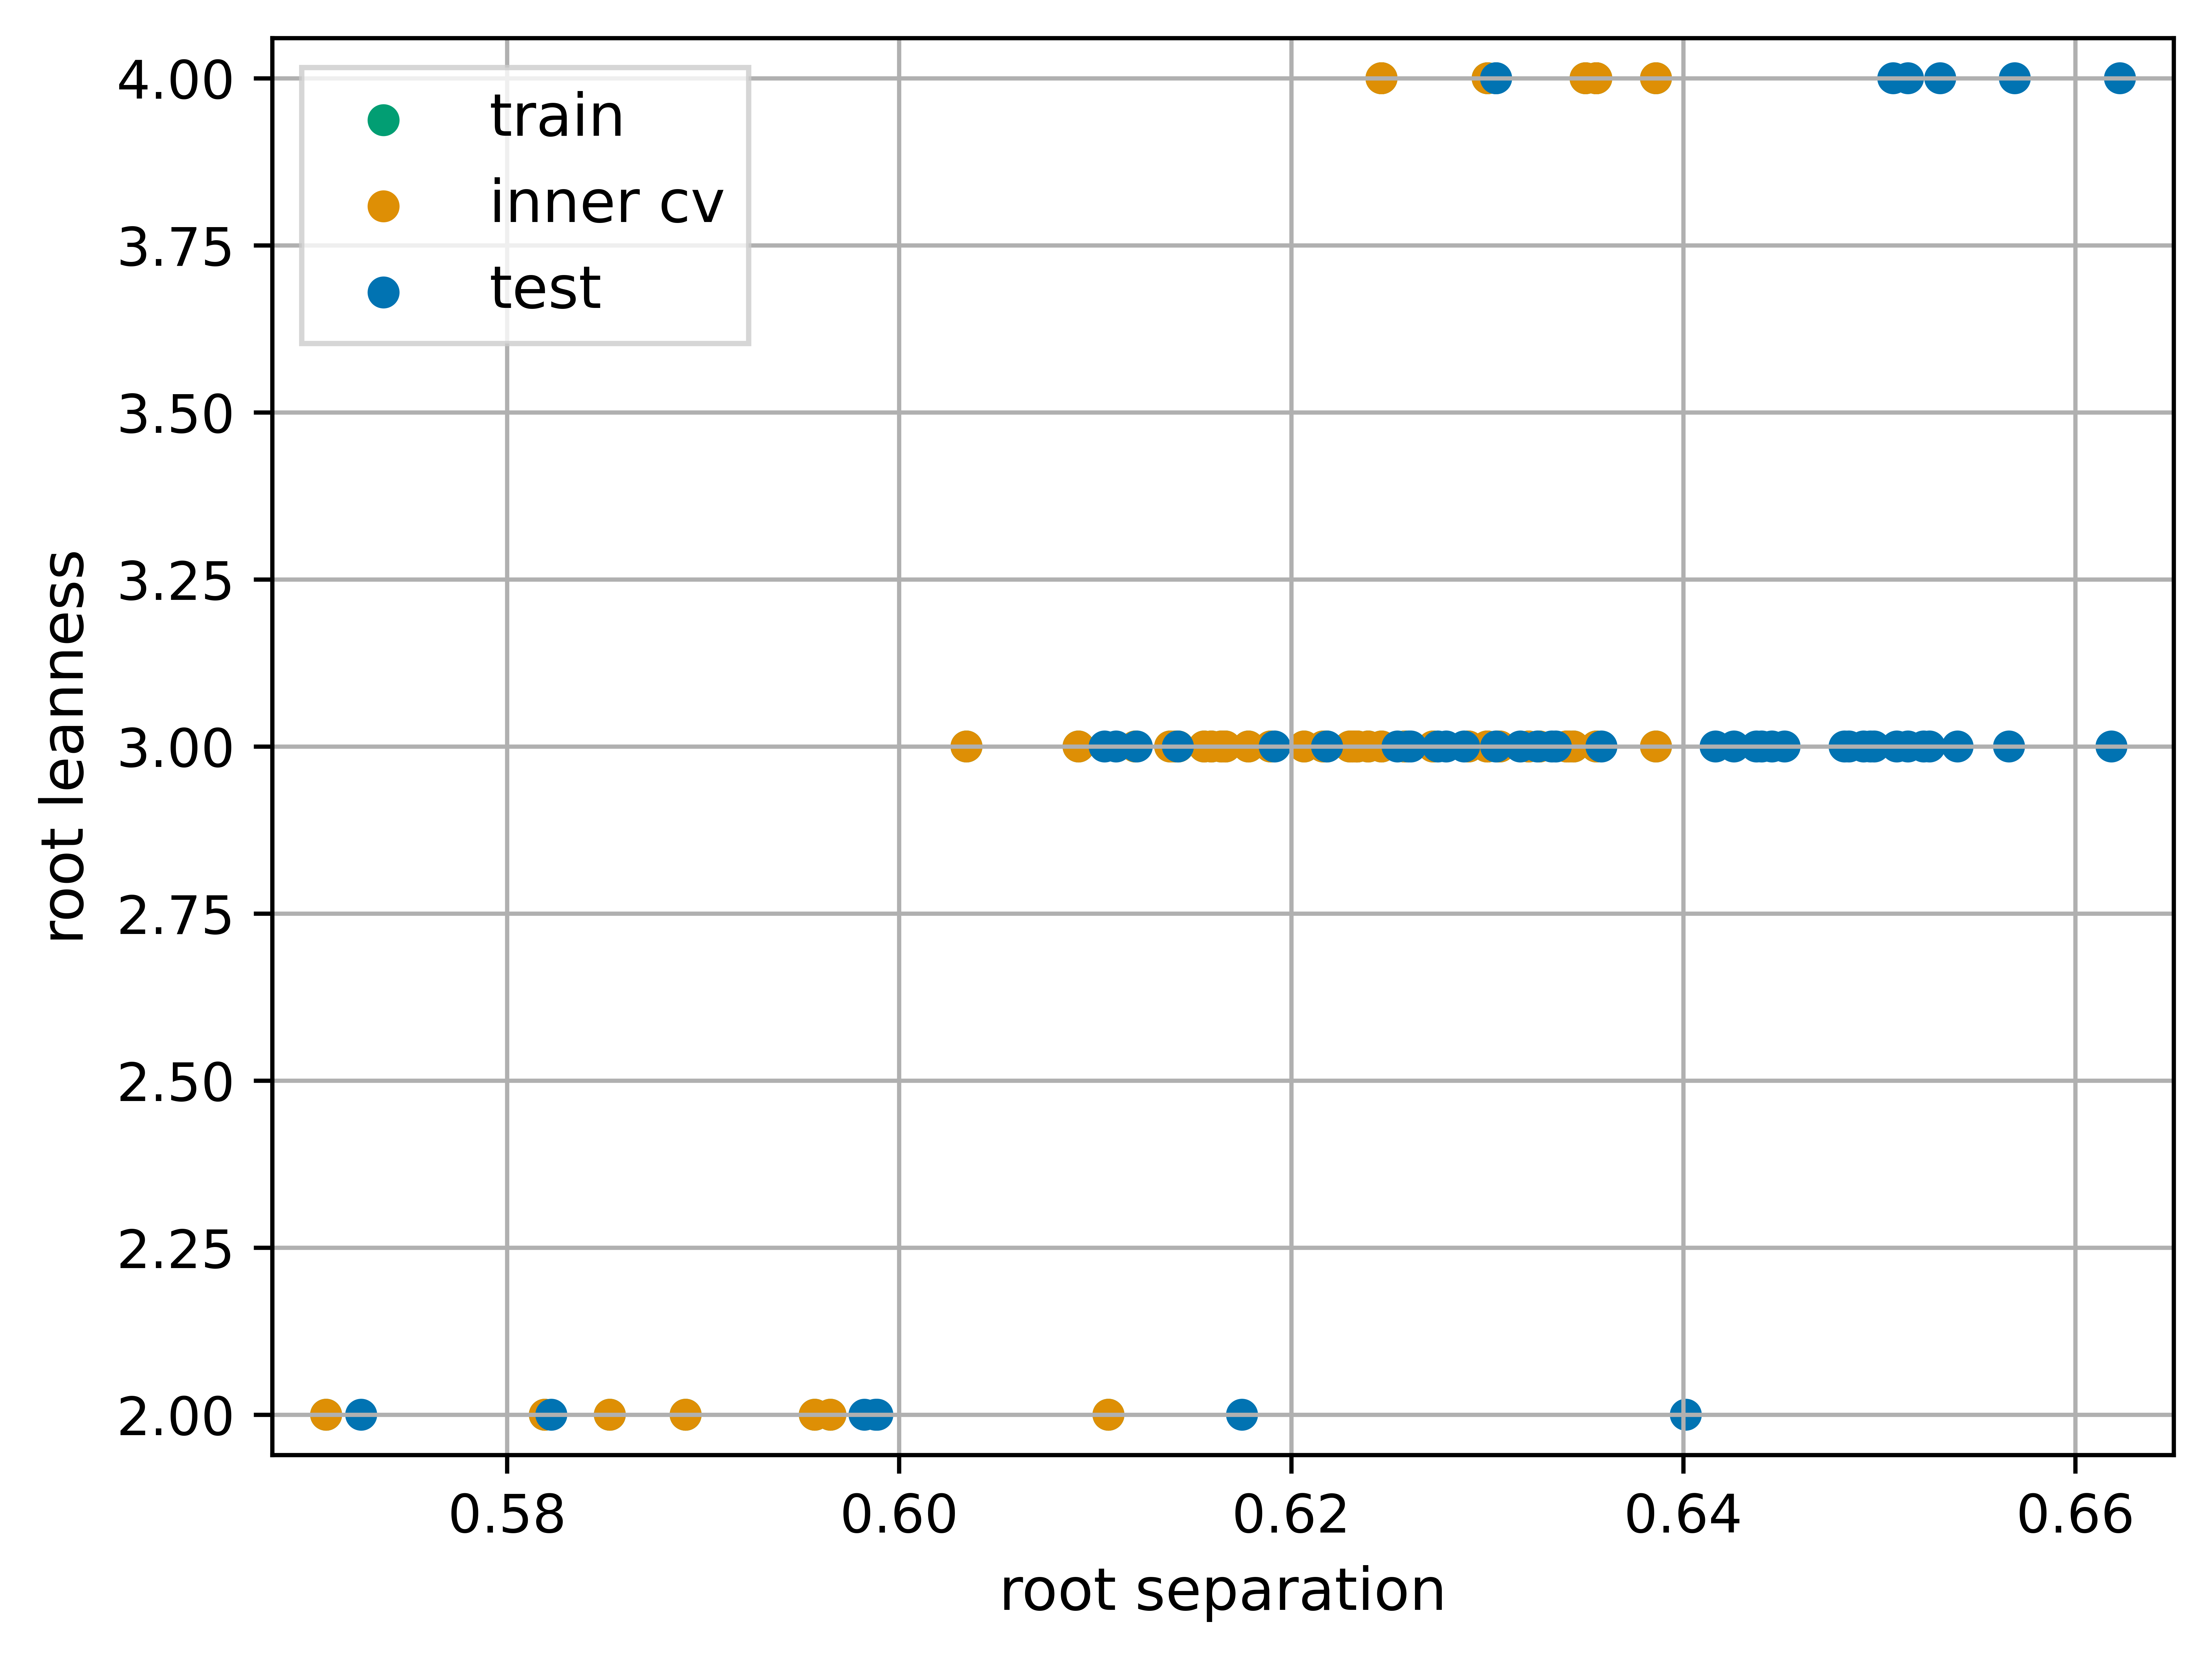 train
inner cv
test
4.00
3.75
3.50
3.25
3.00
2.75
2.50
2.25
2.00
root leanness
0.58 0.60 0.62 0.64 0.66
root separation